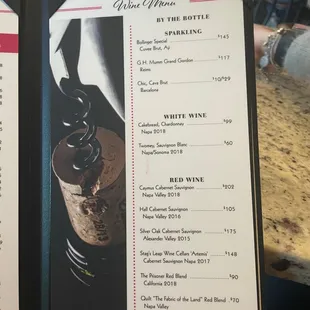 Wine Menu
BY THE BOTTLE
SPARKLING
Bollinger Special $145
Cuvee Brut, Aÿ
G.H. Mumm Grand Cordon $117
Reims
Chic, Cava Brut
Barcelona
WHITE WINE
Cakebread, Chardonnay $99
Napa 2018
Twomey, Sauvignon Blanc $60
Napa/Sonoma 2018
RED WINE
Caymus Cabernet Sauvignon $202
Napa Valley 2018
Hall Cabernet Sauvignon $105
Napa Valley 2016
Silver Oak Cabernet Sauvignon $175
Alexander Valley 2015
Stag's Leap Wine Cellars 'Artemis' $148
Cabernet Sauvignon Napa 2017
The Prisoner Red Blend $90
California 2018
Quilt "The Fabric of the Land" Red Blend $70
Napa Valley